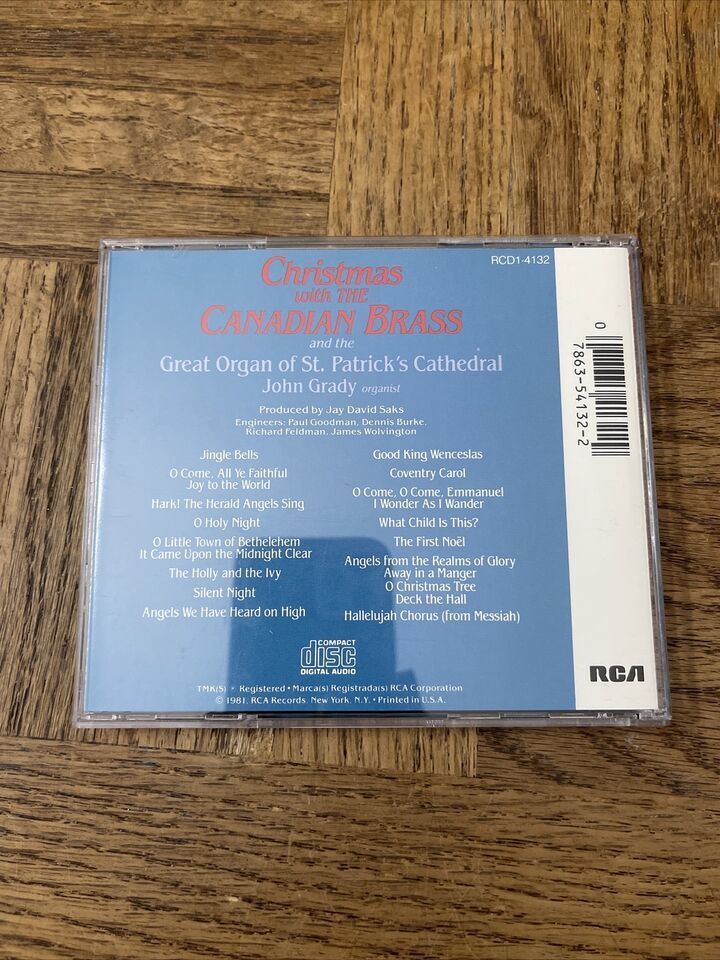 RCD1-4132
Christmas
with THE
CANADIAN BRASS
and the
Great Organ of St. Patrick's Cathedral
John Grady organist
Produced by Jay David Saks
Engineers: Paul Goodman, Dennis Burke,
Richard Feldman, James Wolvington
Jingle Bells
O Come, All Ye Faithful
Joy to the World
Hark! The Herald Angels Sing
O Holy Night
O Little Town of Bethelehem
It Came Upon the Midnight Clear
The Holly and the Ivy
Silent Night
Angels We Have Heard on High
Good King Wenceslas
Coventry Carol
O Come, O Come, Emmanuel
I Wonder As I Wander
What Child Is This?
The First Noël
Angels from the Realms of Glory
Away in a Manger
O Christmas Tree
Deck the Hall
Hallelujah Chorus (from Messiah)
COMPACT
disc
DIGITAL AUDIO
TMK(S) ® Registered • Marca(s) Registrada(s) RCA Corporation
© 1981, RCA Records, New York, N.Y. • Printed in U.S.A.
0 7863-54132-2
RCA